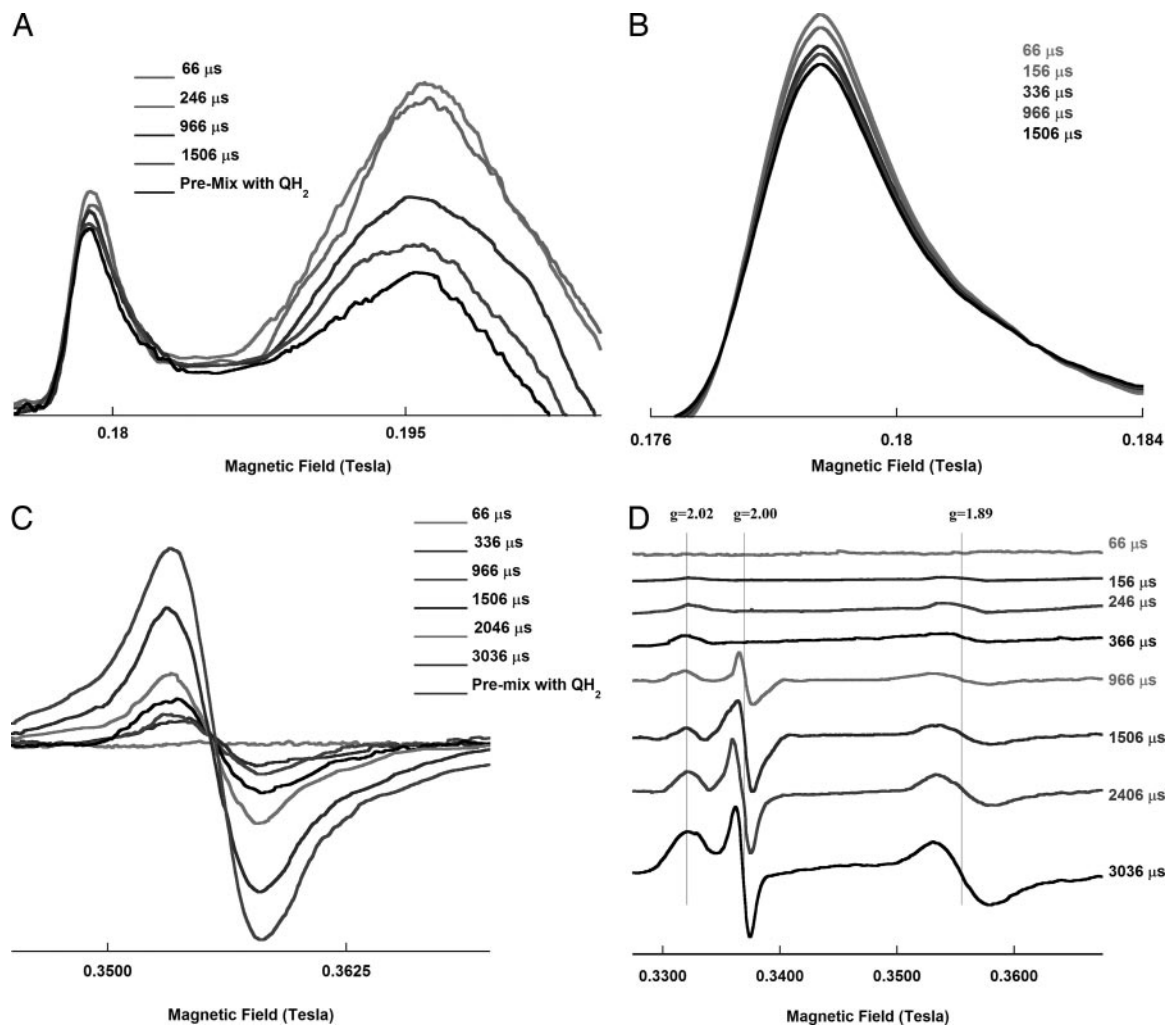 A
66 µs
246 µs
966 µs
1506 µs
Pre-Mix with QH2
0.18
0.195
Magnetic Field (Tesla)
B
66 µs
156 µs
336 µs
966 µs
1506 µs
0.176
0.18
0.184
Magnetic Field (Tesla)
C
66 µs
336 µs
966 µs
1506 µs
2046 µs
3036 µs
Pre-mix with QH2
0.3500
0.3625
Magnetic Field (Tesla)
D
g=2.02 g=2.00 g=1.89
66 µs
156 µs
246 µs
366 µs
966 µs
1506 µs
2406 µs
3036 µs
0.3300 0.3400 0.3500 0.3600
Magnetic Field (Tesla)